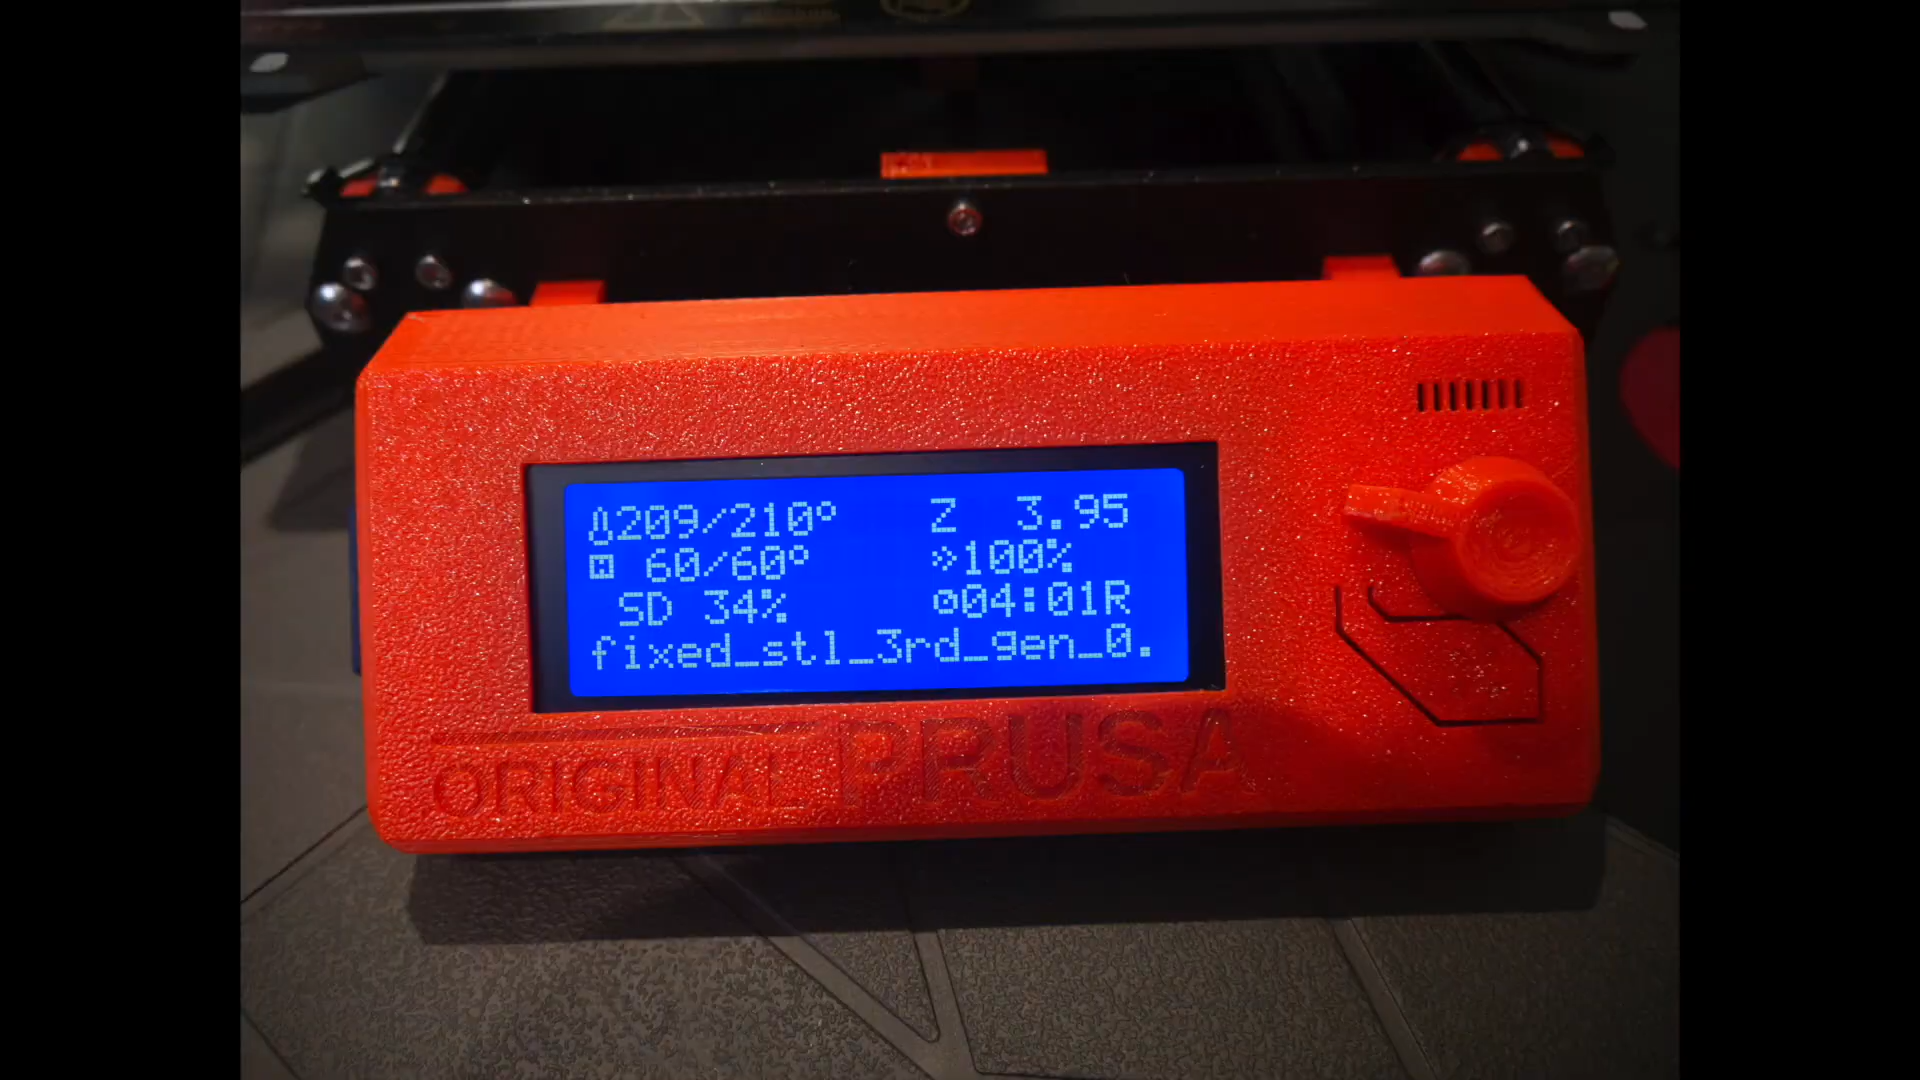 209/210° Z 3.95
60/60° 100%
SD 34% 04:01R
fixed_stl_3rd_gen_0.
ORIGINAL PRUSA